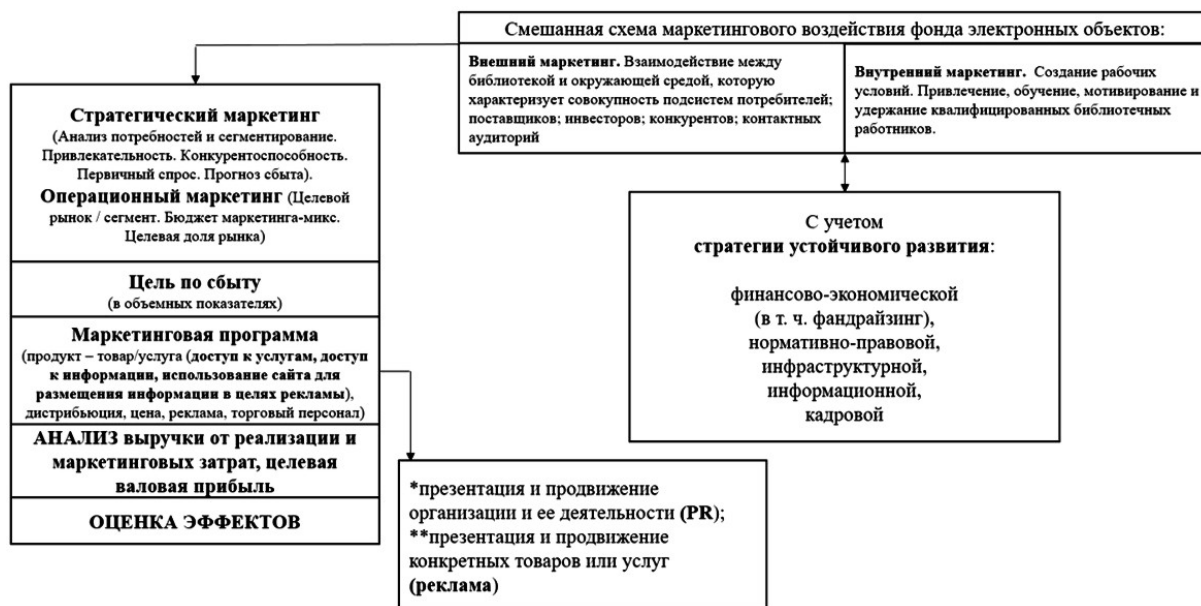 Смешанная схема маркетингового воздействия фонда электронных объектов:
Внешний маркетинг. Взаимодействие между
библиотекой и окружающей средой, которую
характеризует совокупность подсистем потребителей;
поставщиков; инвесторов; конкурентов; контактных
аудиторий
Внутренний маркетинг. Создание рабочих
условий. Привлечение, обучение, мотивирование и
удержание квалифицированных библиотечных
работников.
Стратегический маркетинг
(Анализ потребностей и сегментирование.
Привлекательность. Конкурентоспособность.
Первичный спрос. Прогноз сбыта).
Операционный маркетинг (Целевой
рынок / сегмент. Бюджет маркетинга-микс.
Целевая доля рынка)
Цель по сбыту
(в объемных показателях)
Маркетинговая программа
(продукт – товар/услуга (доступ к услугам, доступ
к информации, использование сайта для
размещения информации в целях рекламы),
дистрибьюция, цена, реклама, торговый персонал)
АНАЛИЗ выручки от реализации и
маркетинговых затрат, целевая
валовая прибыль
ОЦЕНКА ЭФФЕКТОВ
С учетом
стратегии устойчивого развития:
финансово-экономической
(в т. ч. фандрайзинг),
нормативно-правовой,
инфраструктурной,
информационной,
кадровой
*презентация и продвижение
организации и ее деятельности (PR);
**презентация и продвижение
конкретных товаров или услуг
(реклама)